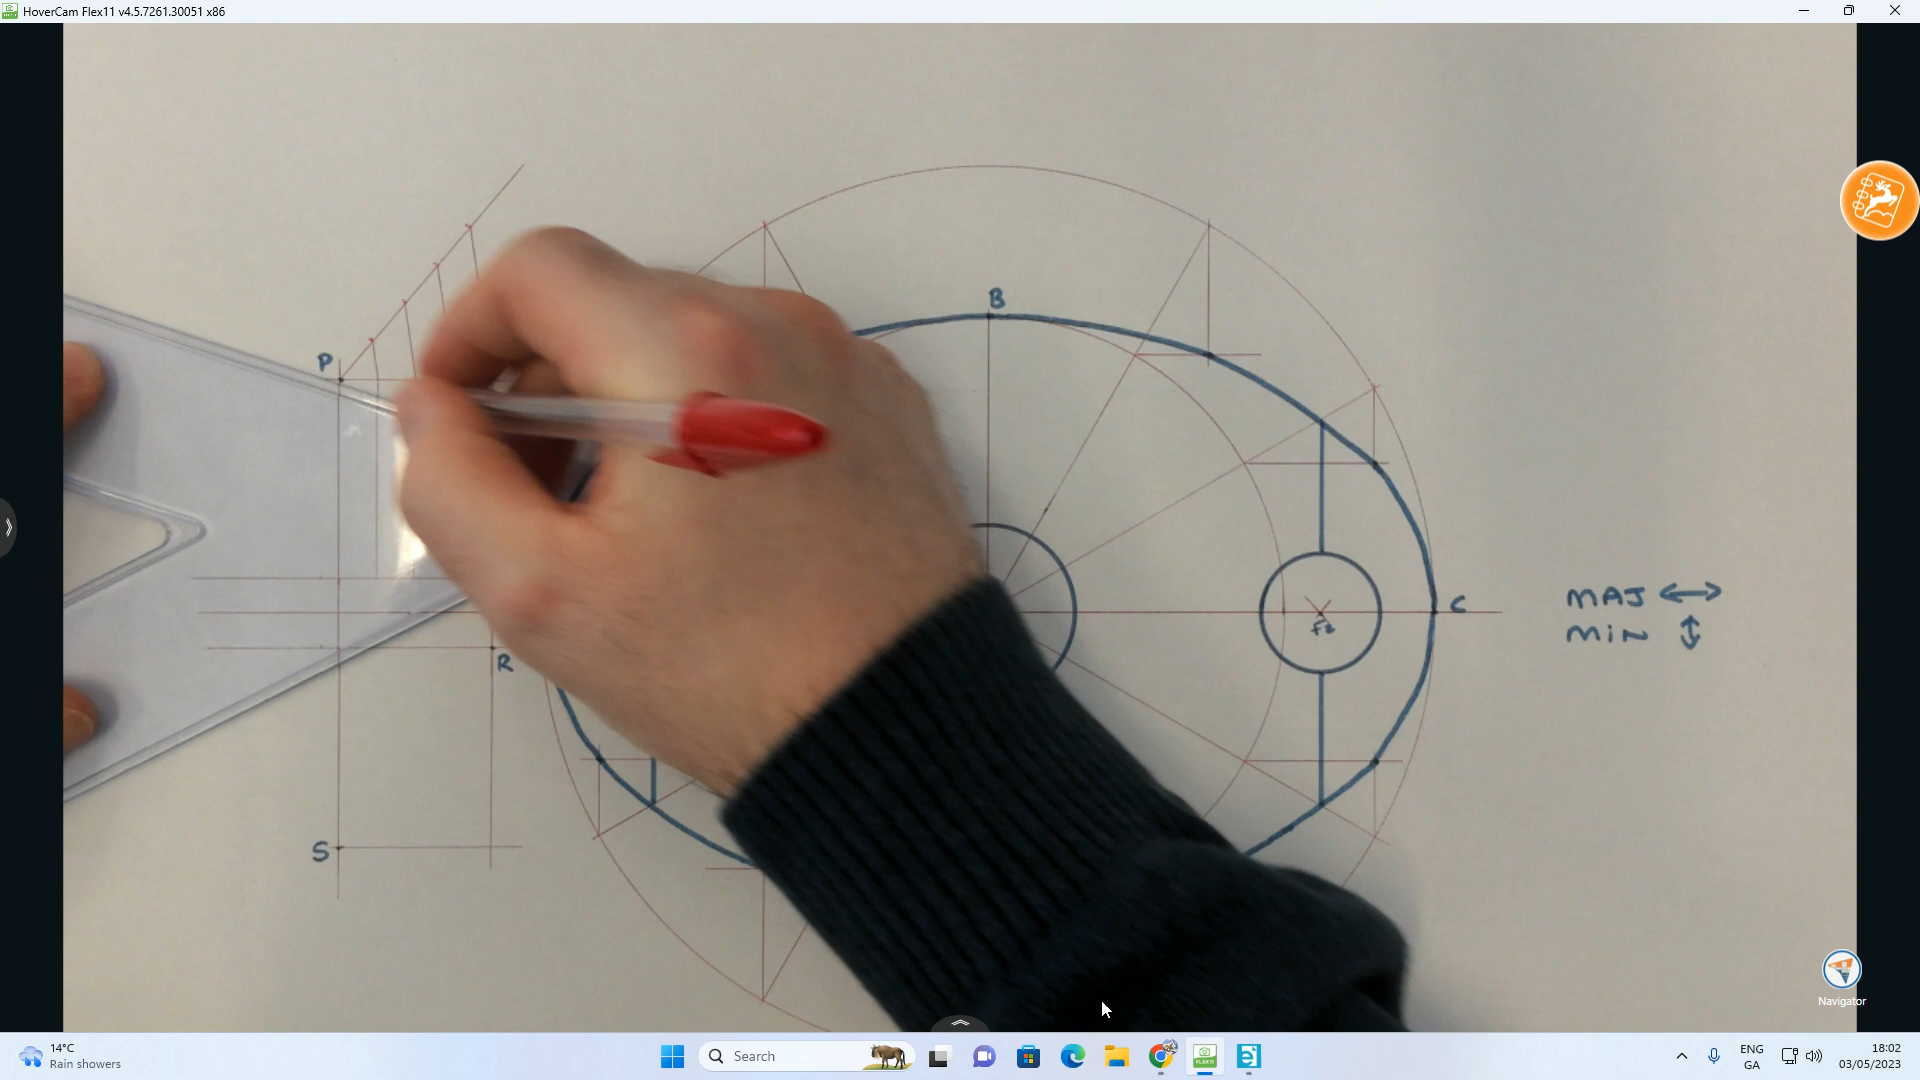 HoverCam Flex11 v4.5.7261.30051 x86
B
P
MAJ
MIN
C
F2
R
S
Navigator
14°C
Rain showers
Search
FLEX11
ENG
GA
18:02
03/05/2023